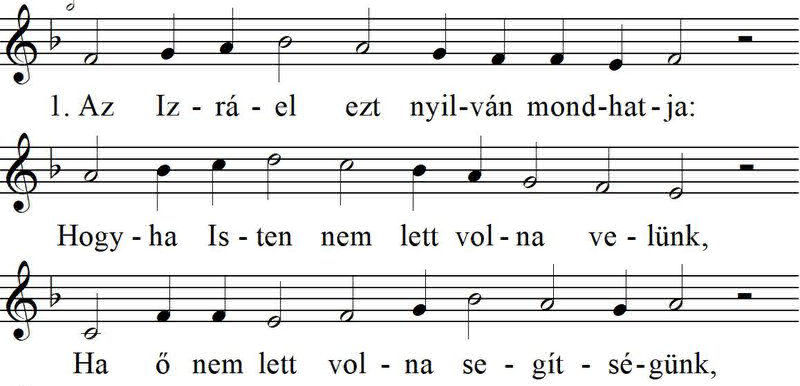 1. Az Iz - rá - el ezt nyil-ván mond-hat-ja:
Hogy - ha Is - ten nem lett vol - na ve - lünk,
Ha ő nem lett vol - na se - gít - sé-günk,